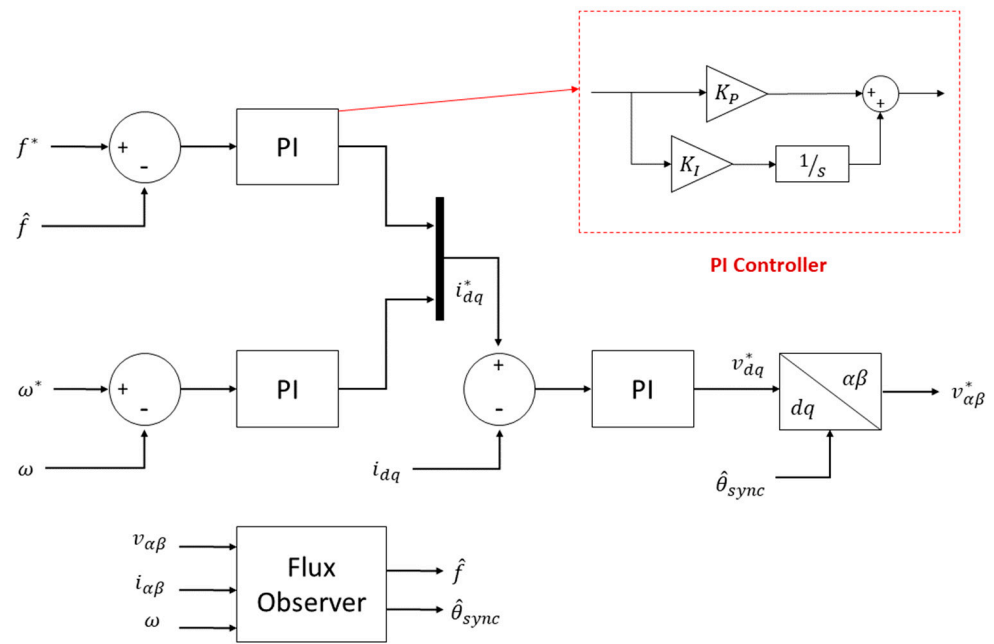 K_P
+
+
f*
+
-
PI
K_I
1/s
f̂
PI Controller
i*_dq
ω*
+
-
PI
+
-
PI
v*_dq
αβ
dq
v*_αβ
ω
i_dq
θ̂_sync
v_αβ
i_αβ
ω
Flux
Observer
f̂
θ̂_sync